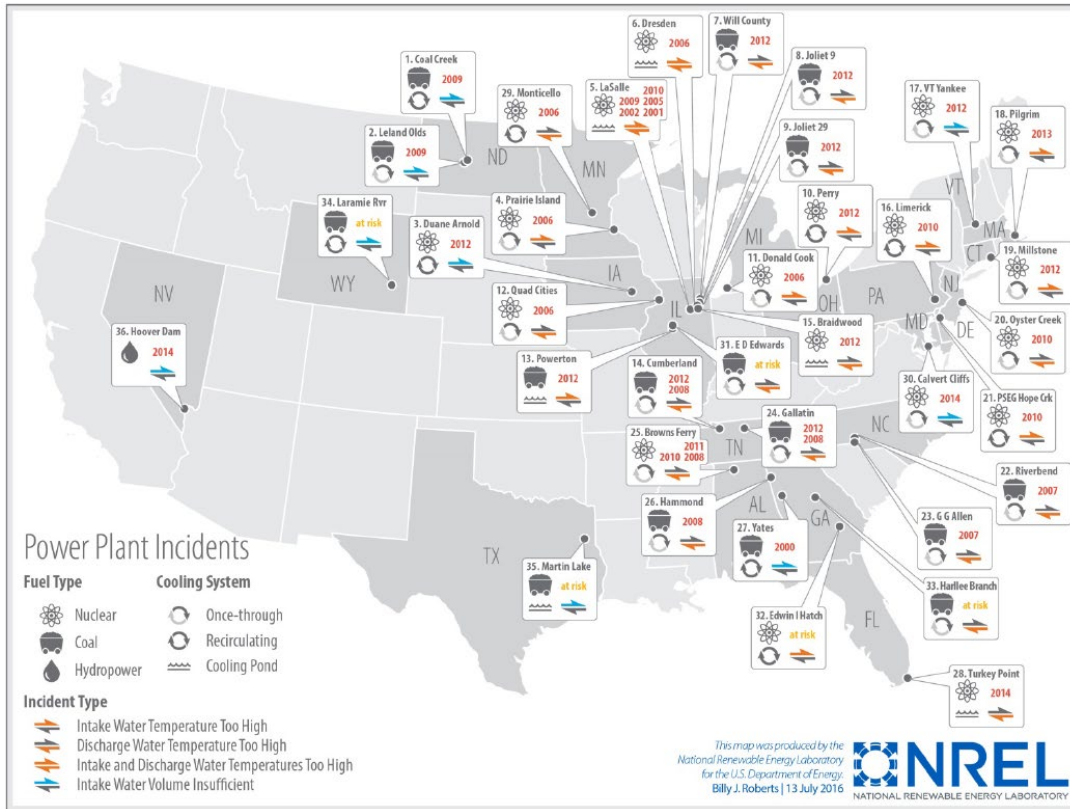 1. Coal Creek
2009
2. Leland Olds
2009
29. Monticello
2006
5. LaSalle
2010
2009 2005
2002 2001
6. Dresden
2006
7. Will County
2012
8. Joliet 9
2012
9. Joliet 29
2012
17. VT Yankee
2012
18. Pilgrim
2013
34. Laramie Rvr
at risk
3. Duane Arnold
2012
4. Prairie Island
2006
10. Perry
2012
16. Limerick
2010
19. Millstone
2012
12. Quad Cities
2006
11. Donald Cook
2006
20. Oyster Creek
2010
36. Hoover Dam
2014
13. Powerton
2012
14. Cumberland
2012
2008
31. E D Edwards
at risk
15. Braidwood
2012
30. Calvert Cliffs
2014
21. PSEG Hope Crk
2010
25. Browns Ferry
2011
2010 2008
24. Gallatin
2012
2008
22. Riverbend
2007
26. Hammond
2008
27. Yates
2000
23. G G Allen
2007
35. Martin Lake
at risk
32. Edwin I Hatch
at risk
33. Harllee Branch
at risk
28. Turkey Point
2014
ND
MN
WY
NV
IA
IL
MI
OH
PA
VT
MA
CT
NJ
MD
DE
NC
TN
AL
GA
TX
FL
Power Plant Incidents
Fuel Type
Nuclear
Coal
Hydropower
Cooling System
Once-through
Recirculating
Cooling Pond
Incident Type
Intake Water Temperature Too High
Discharge Water Temperature Too High
Intake and Discharge Water Temperatures Too High
Intake Water Volume Insufficient
This map was produced by the
National Renewable Energy Laboratory
for the U.S. Department of Energy.
Billy J. Roberts | 13 July 2016
NREL
NATIONAL RENEWABLE ENERGY LABORATORY